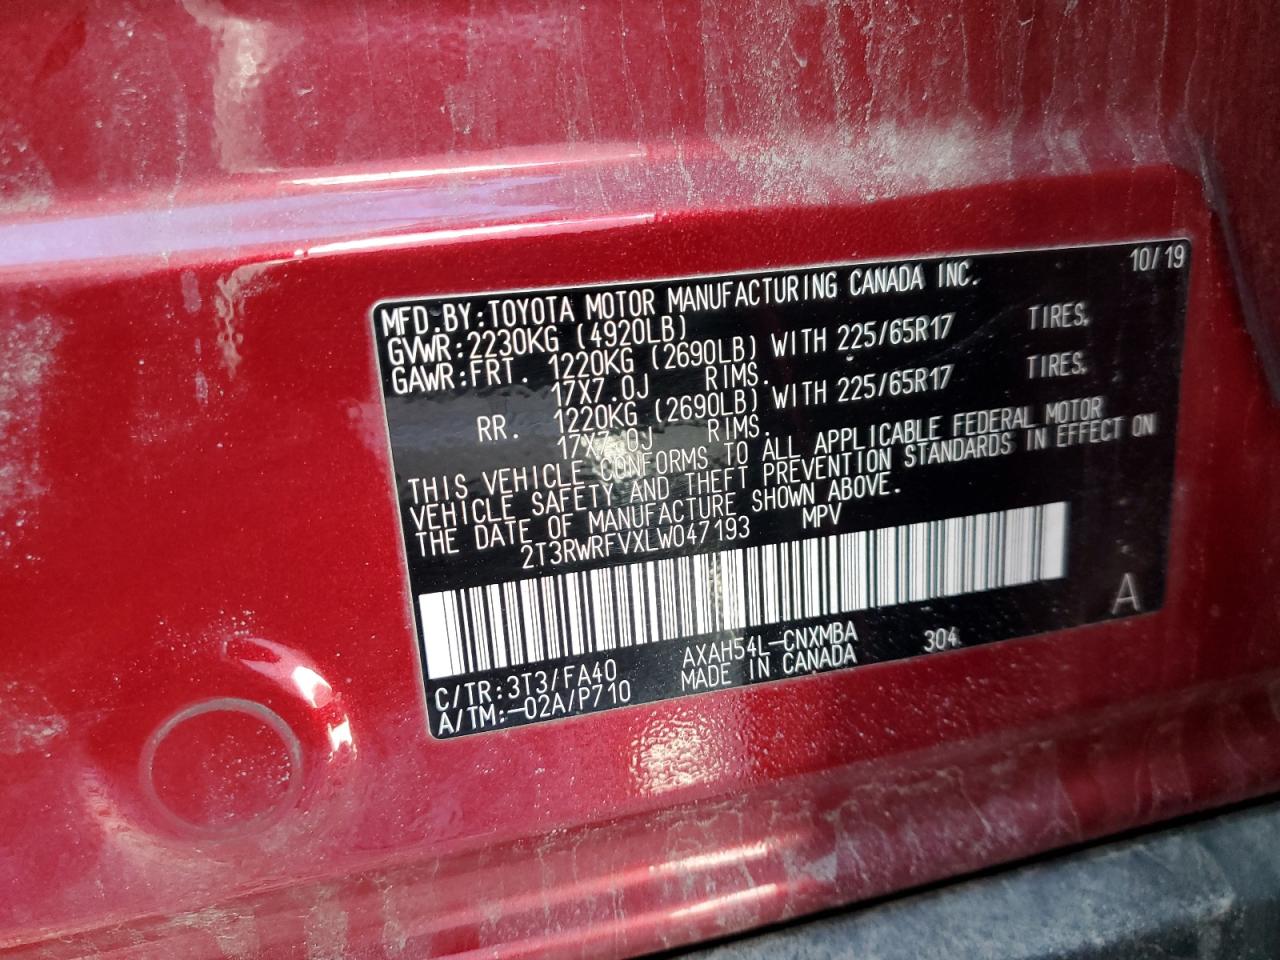 10/19
MFD.BY:TOYOTA MOTOR MANUFACTURING CANADA INC.
GVWR:2230KG (4920LB)
GAWR:FRT. 1220KG (2690LB) WITH 225/65R17 TIRES,
17X7.0J RIMS.
RR. 1220KG (2690LB) WITH 225/65R17 TIRES,
17X7.0J RIMS.
THIS VEHICLE CONFORMS TO ALL APPLICABLE FEDERAL MOTOR
VEHICLE SAFETY AND THEFT PREVENTION STANDARDS IN EFFECT ON
THE DATE OF MANUFACTURE SHOWN ABOVE.
2T3RWRFVXLW047193 MPV
A
C/TR:3T3/FA40 AXAH54L-CNXMBA 304
A/TM:-02A/P710 MADE IN CANADA